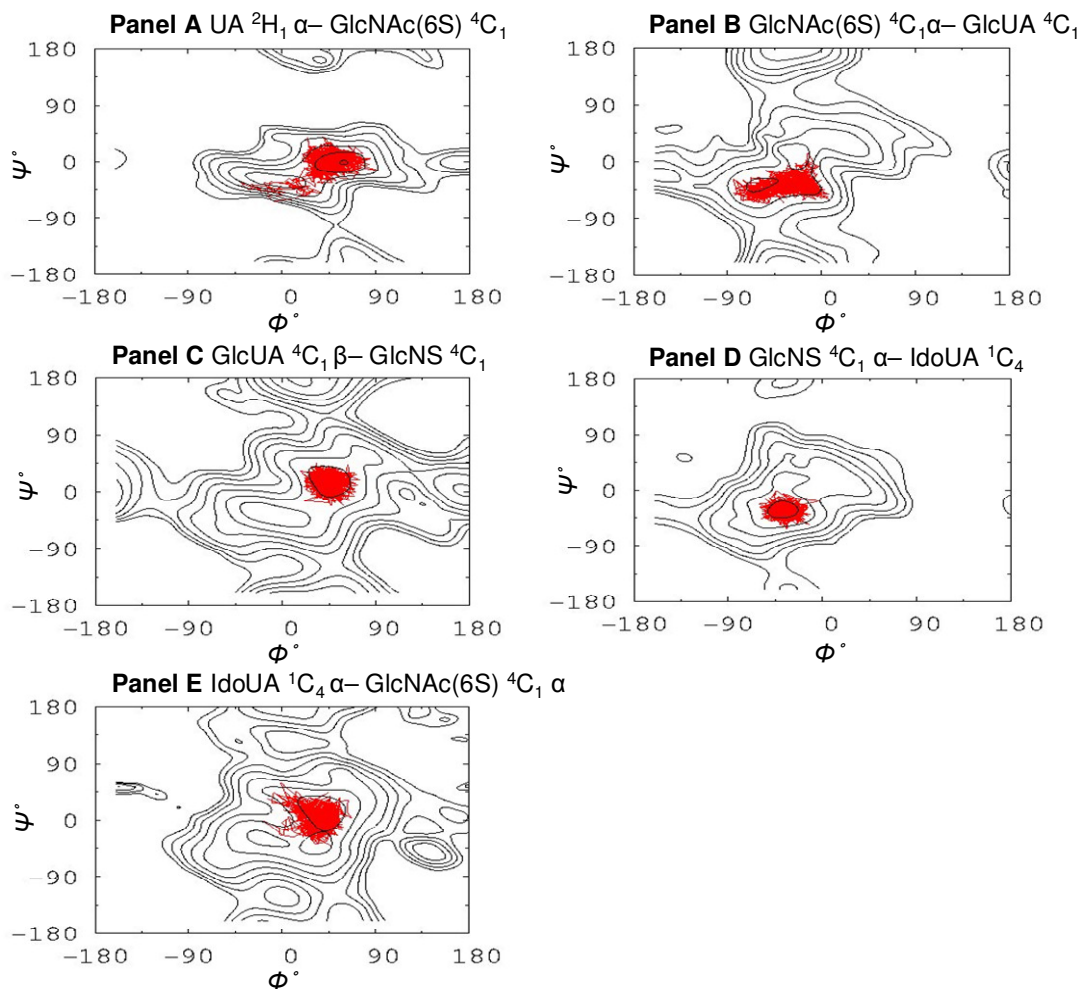 Panel A UA ²H₁ α– GlcNAc(6S) ⁴C₁
180
90
0
−90
−180
Ψ°
−180 −90 0 90 180
Φ°
Panel B GlcNAc(6S) ⁴C₁α– GlcUA ⁴C₁
180
90
0
−90
−180
Ψ°
−180 −90 0 90 180
Φ°
Panel C GlcUA ⁴C₁ β– GlcNS ⁴C₁
180
90
0
−90
−180
Ψ°
−180 −90 0 90 180
Φ°
Panel D GlcNS ⁴C₁ α– IdoUA ¹C₄
180
90
0
−90
−180
Ψ°
−180 −90 0 90 180
Φ°
Panel E IdoUA ¹C₄ α– GlcNAc(6S) ⁴C₁ α
180
90
0
−90
−180
Ψ°
−180 −90 0 90 180
Φ°